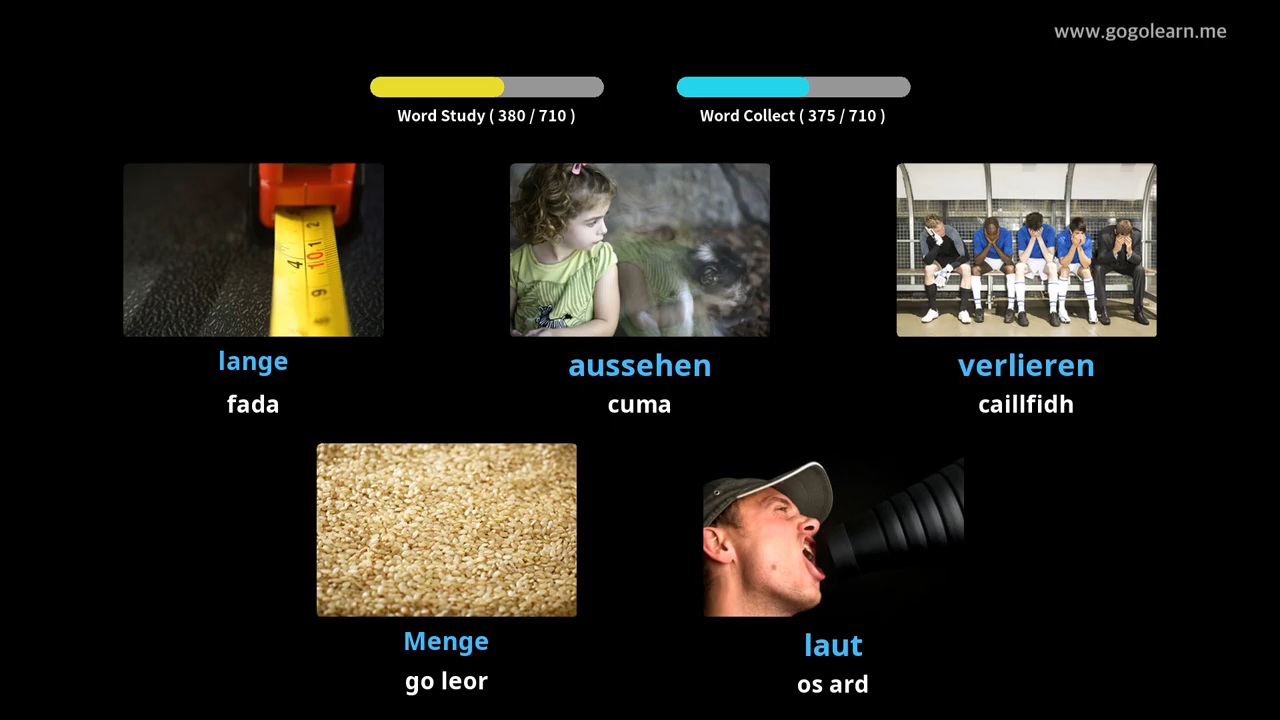 www.gogolearn.me
Word Study ( 380 / 710 )
Word Collect ( 375 / 710 )
lange
aussehen
verlieren
fada
cuma
caillfidh
Menge
laut
go leor
os ard